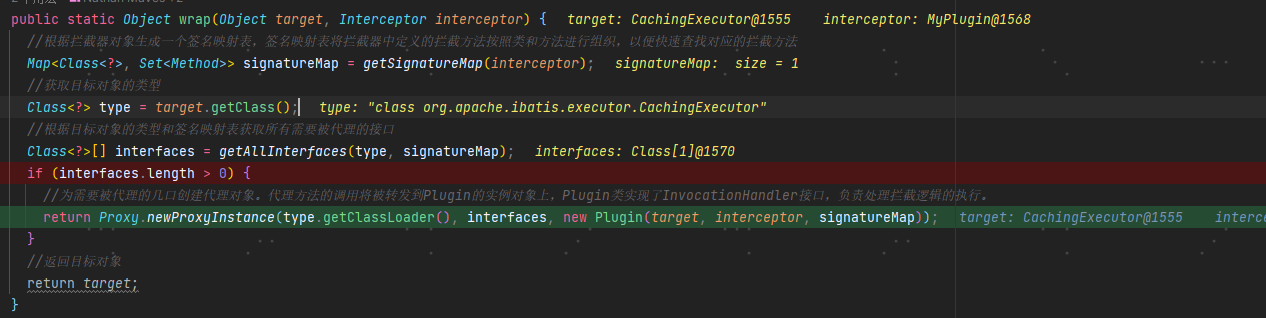 public static Object wrap(Object target, Interceptor interceptor) {   target: CachingExecutor@1555    interceptor: MyPlugin@1568
//根据拦截器对象生成一个签名映射表，签名映射表将拦截器中定义的拦截方法按照类和方法进行组织，以便快速查找对应的拦截方法
Map<Class<?>, Set<Method>> signatureMap = getSignatureMap(interceptor);   signatureMap:  size = 1
//获取目标对象的类型
Class<?> type = target.getClass();   type: "class org.apache.ibatis.executor.CachingExecutor"
//根据目标对象的类型和签名映射表获取所有需要被代理的接口
Class<?>[] interfaces = getAllInterfaces(type, signatureMap);   interfaces: Class[1]@1570
if (interfaces.length > 0) {
//为需要被代理的几口创建代理对象。代理方法的调用将被转发到Plugin的实例对象上，Plugin类实现了InvocationHandler接口，负责处理拦截逻辑的执行。
return Proxy.newProxyInstance(type.getClassLoader(), interfaces, new Plugin(target, interceptor, signatureMap));   target: CachingExecutor@1555    interce
}
//返回目标对象
return target;
}